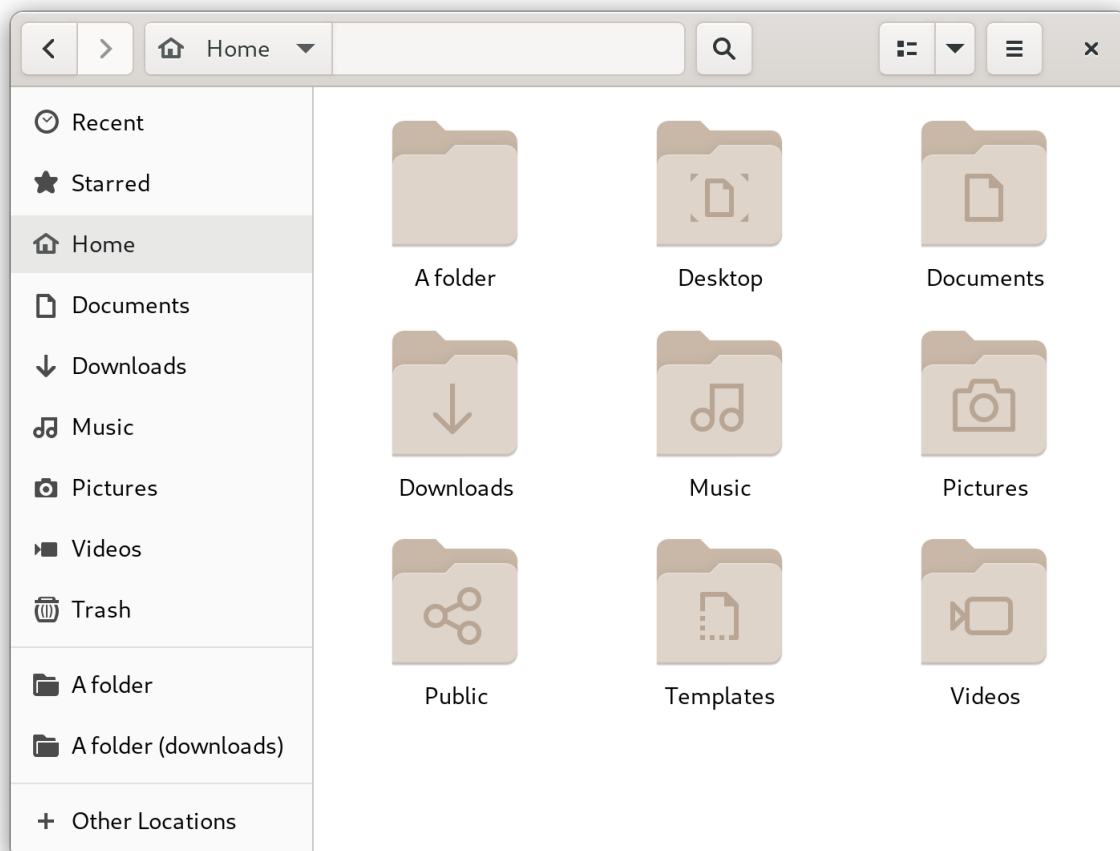 Home
Recent
Starred
Home
Documents
Downloads
Music
Pictures
Videos
Trash
A folder
A folder (downloads)
Other Locations
A folder
Desktop
Documents
Downloads
Music
Pictures
Public
Templates
Videos